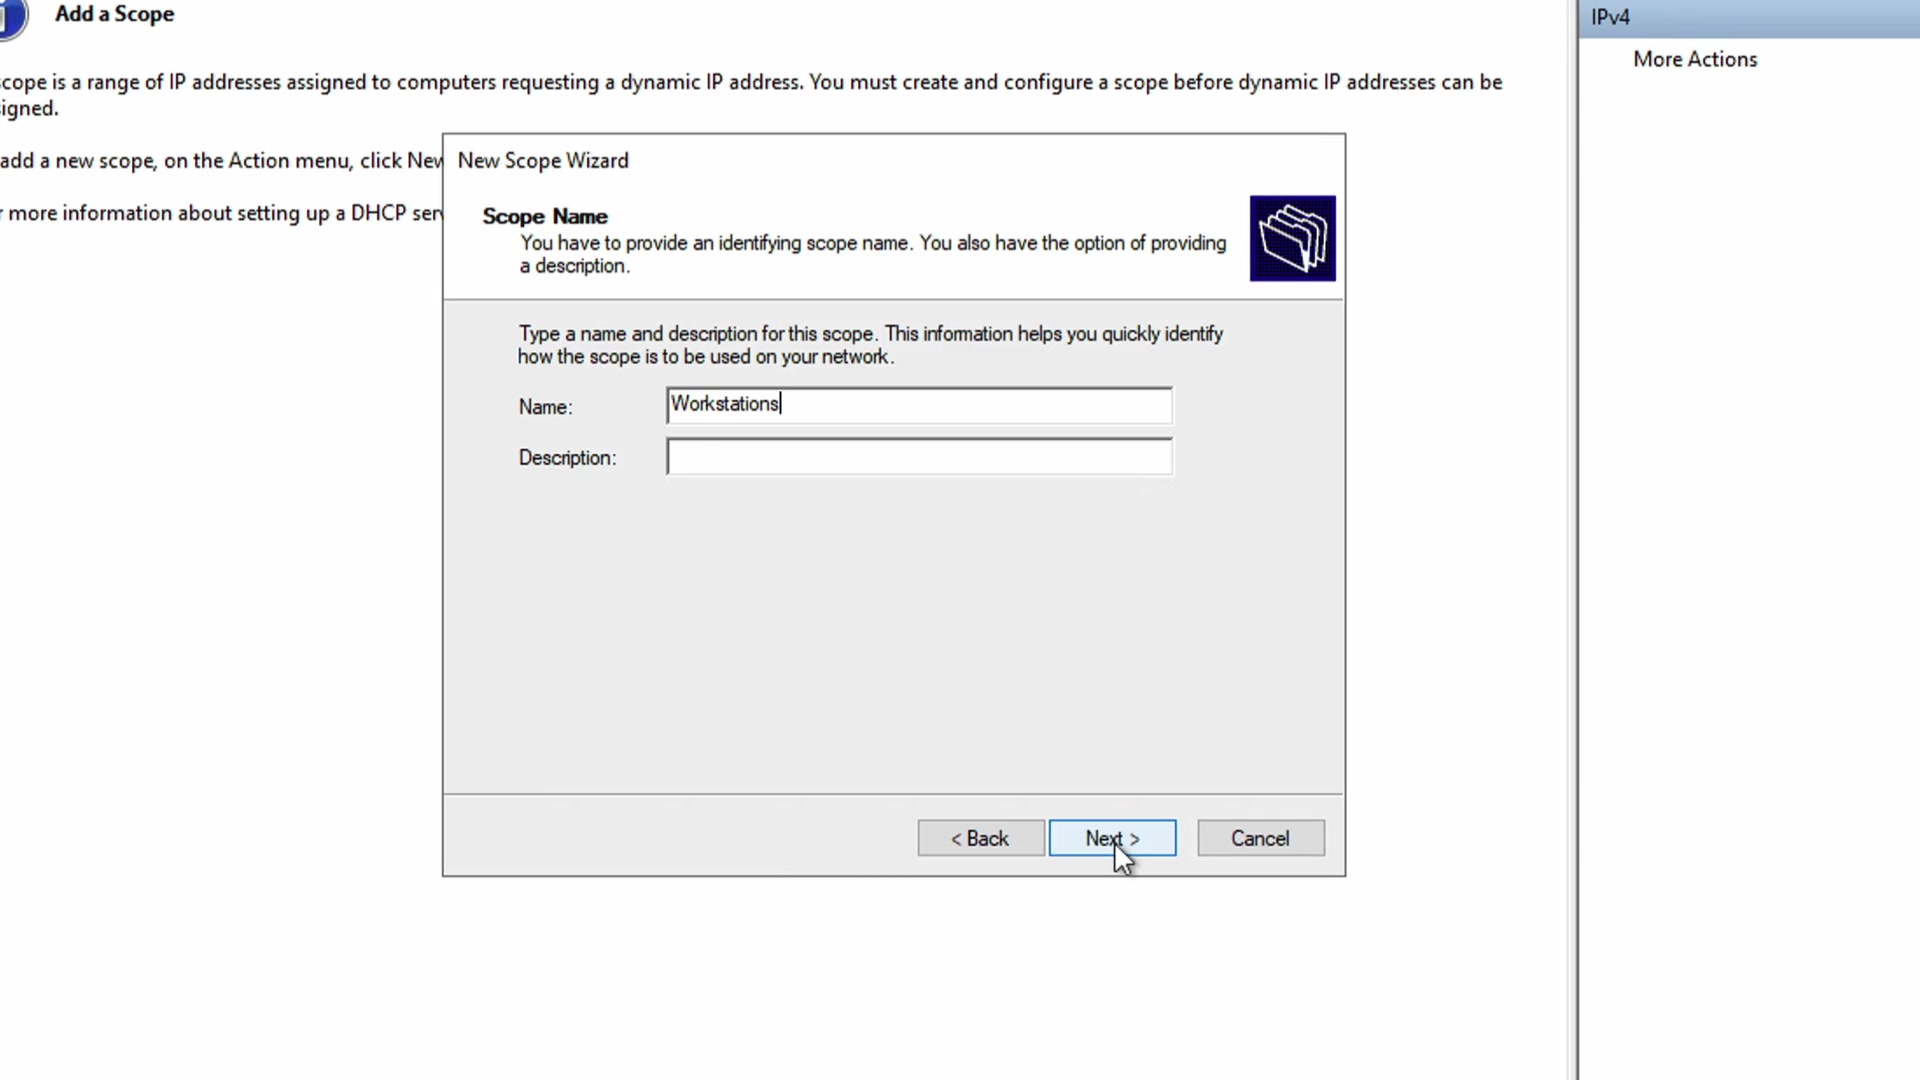 Add a Scope
IPv4
More Actions
scope is a range of IP addresses assigned to computers requesting a dynamic IP address. You must create and configure a scope before dynamic IP addresses can be
igned.
add a new scope, on the Action menu, click New
r more information about setting up a DHCP serv
New Scope Wizard
Scope Name
You have to provide an identifying scope name. You also have the option of providing
a description.
Type a name and description for this scope. This information helps you quickly identify
how the scope is to be used on your network.
Name:
Workstations
Description:
< Back
Next >
Cancel